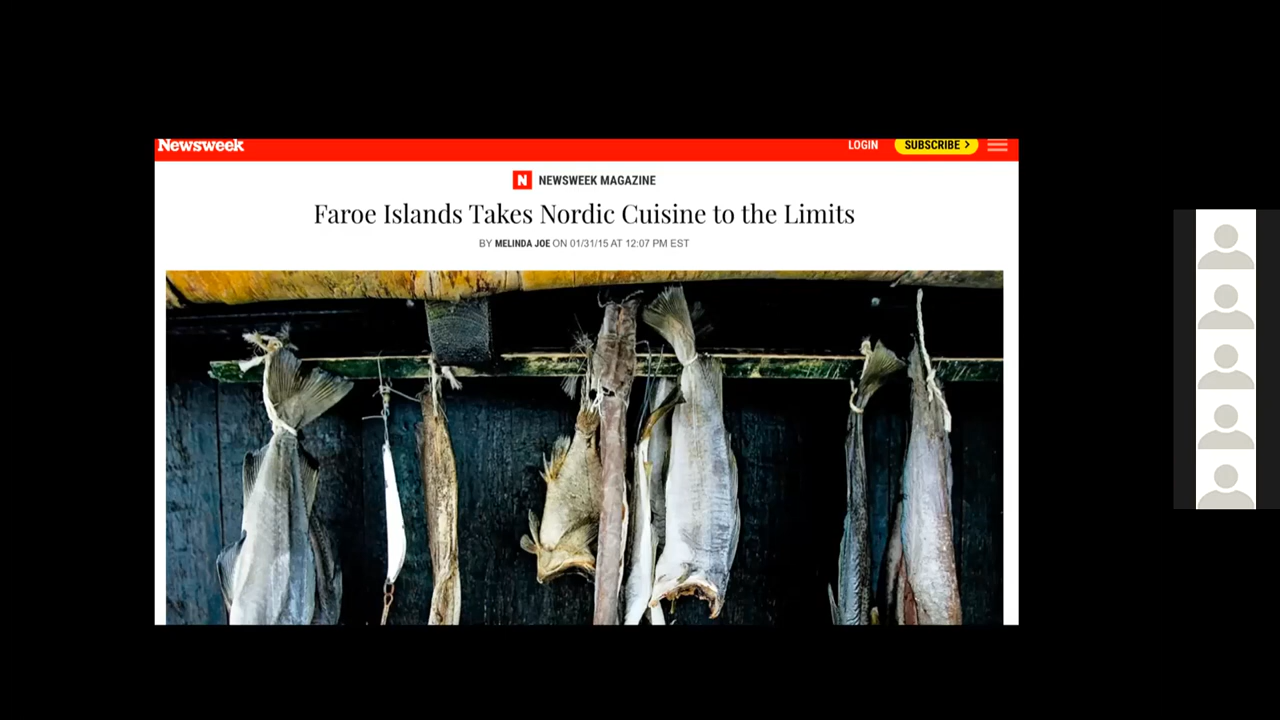 Newsweek
LOGIN
SUBSCRIBE
N NEWSWEEK MAGAZINE
Faroe Islands Takes Nordic Cuisine to the Limits
BY MELINDA JOE ON 01/31/15 AT 12:07 PM EST